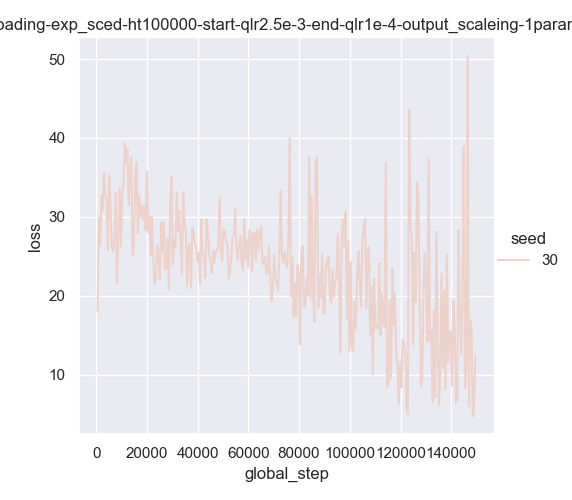 oading-exp_sced-ht100000-start-qlr2.5e-3-end-qlr1e-4-output_scaleing-1param
50
40
30
20
10
loss
seed
30
0 20000 40000 60000 80000 100000 120000 140000
global_step